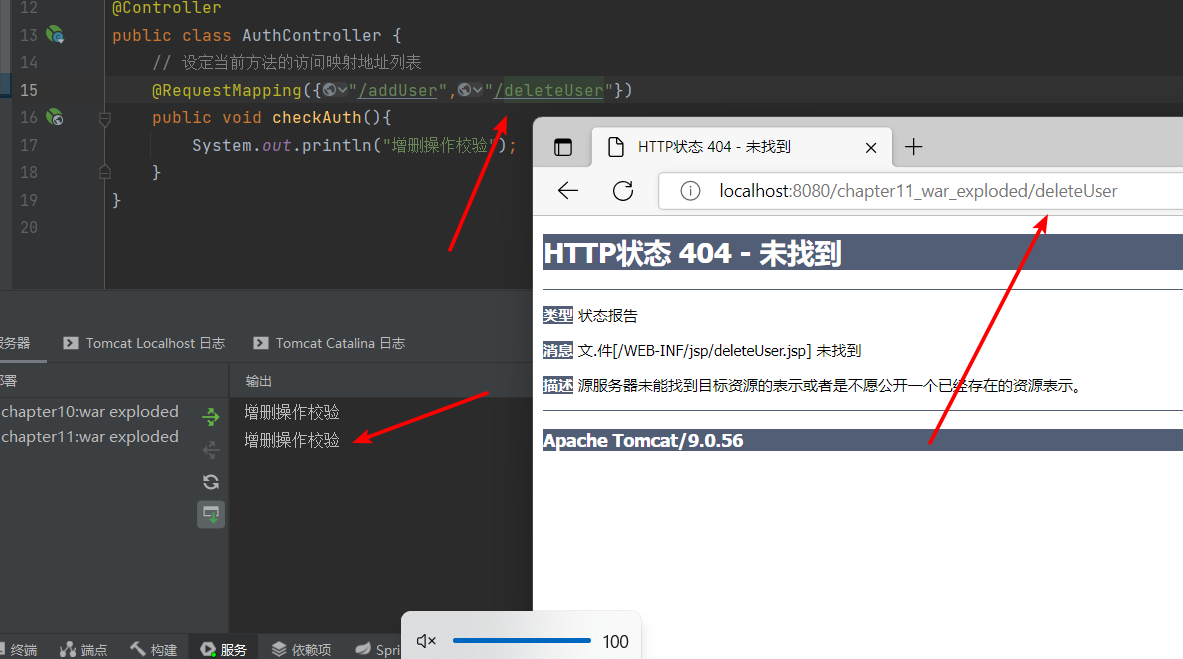 12 @Controller
13 public class AuthController {
14 // 设定当前方法的访问映射地址列表
15 @RequestMapping({"/addUser","/deleteUser"})
16 public void checkAuth(){
17 System.out.println("增删操作校验");
18 }
19 }
20
HTTP状态 404 - 未找到
localhost:8080/chapter11_war_exploded/deleteUser
HTTP状态 404 - 未找到
类型 状态报告
消息 文.件[/WEB-INF/jsp/deleteUser.jsp] 未找到
描述 源服务器未能找到目标资源的表示或者是不愿公开一个已经存在的资源表示。
Apache Tomcat/9.0.56
服务器 Tomcat Localhost 日志 Tomcat Catalina 日志
部署 输出
chapter10:war exploded
chapter11:war exploded
增删操作校验
增删操作校验
100
终端 端点 构建 服务 依赖项 Spri